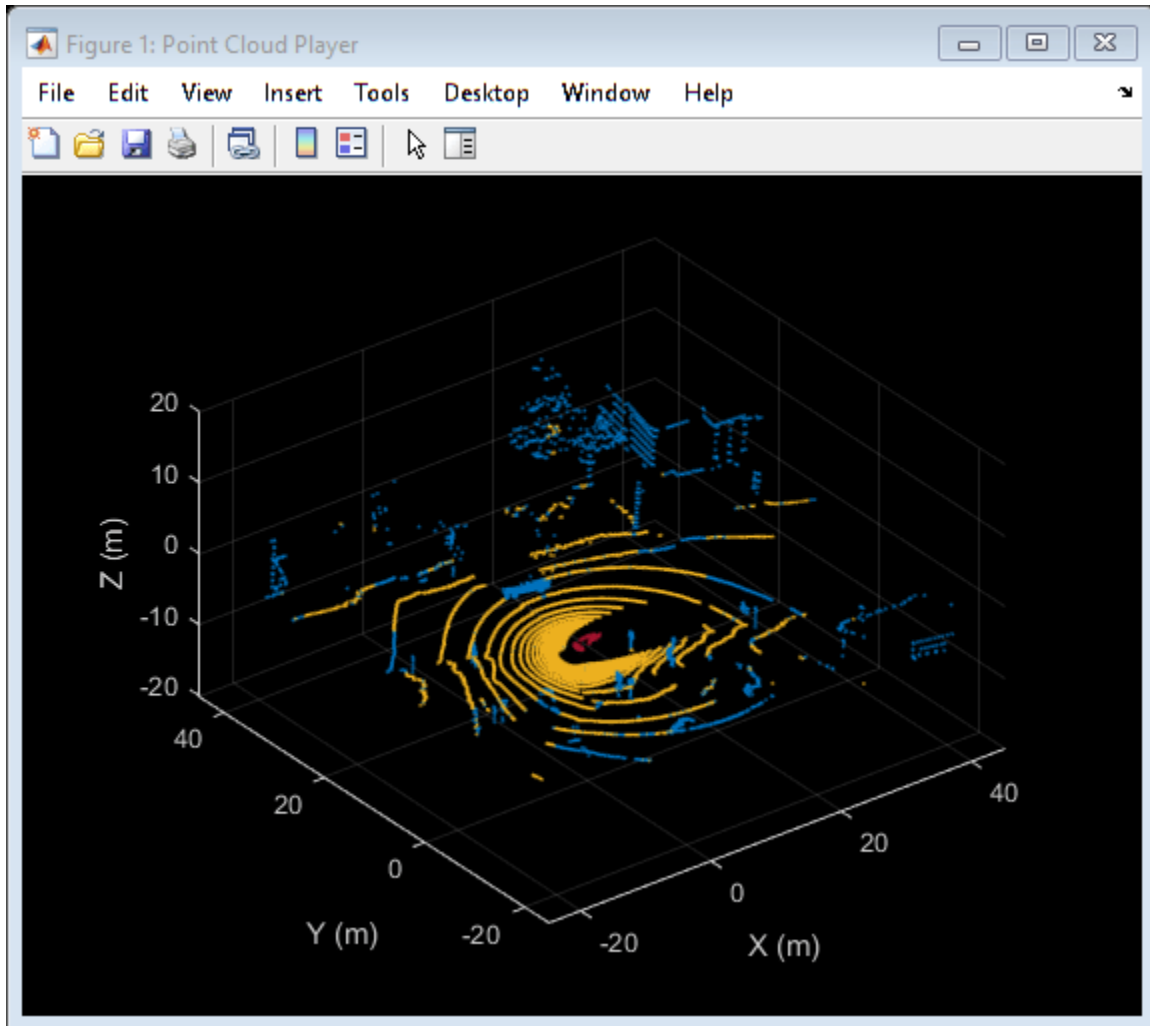 Figure 1: Point Cloud Player
File Edit View Insert Tools Desktop Window Help
20
10
0
-10
-20
Z (m)
40
20
0
-20
Y (m)
-20
0
20
40
X (m)